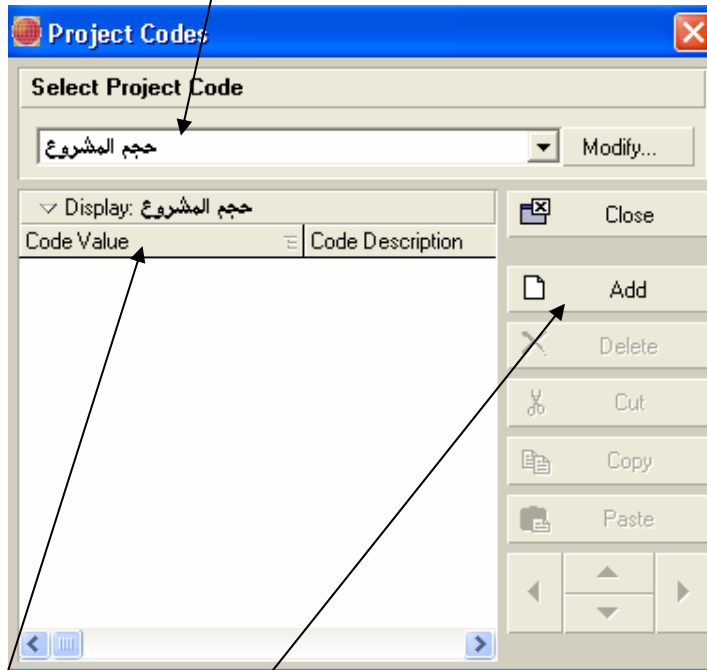 Project Codes
Select Project Code
حجم المشروع
Modify...
Display: حجم المشروع
Close
Code Value
Code Description
Add
Delete
Cut
Copy
Paste